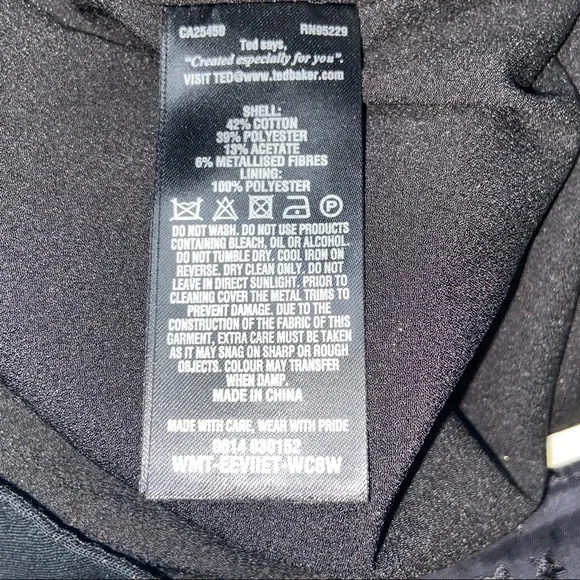 CA25450 RN95229
Ted says,
"Created especially for you".
VISIT TED@www.tedbaker.com
SHELL:
42% COTTON
39% POLYESTER
13% ACETATE
6% METALLISED FIBRES
LINING:
100% POLYESTER
P
DO NOT WASH. DO NOT USE PRODUCTS
CONTAINING BLEACH, OIL OR ALCOHOL.
DO NOT TUMBLE DRY. COOL IRON ON
REVERSE. DRY CLEAN ONLY. DO NOT
LEAVE IN DIRECT SUNLIGHT. PRIOR TO
CLEANING COVER THE METAL TRIMS TO
PREVENT DAMAGE. DUE TO THE
CONSTRUCTION OF THE FABRIC OF THIS
GARMENT, EXTRA CARE MUST BE TAKEN
AS IT MAY SNAG ON SHARP OR ROUGH
OBJECTS. COLOUR MAY TRANSFER
WHEN DAMP.
MADE IN CHINA
MADE WITH CARE, WEAR WITH PRIDE
0614 030152
WMT-EEVIIET-WC8W